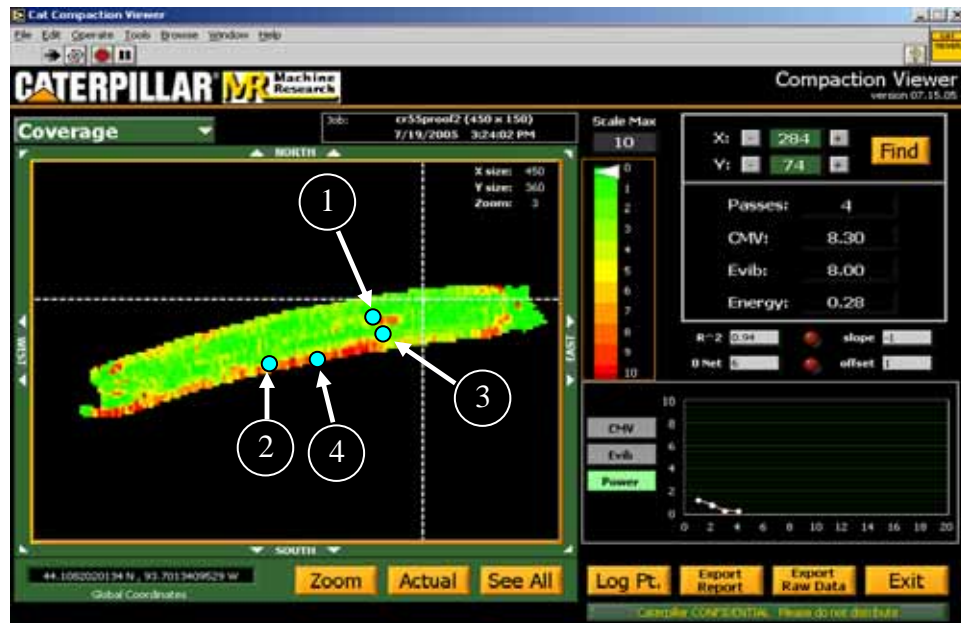 Cat Compaction Viewer
File Edit Operate Tools Browse Window Help
CATERPILLAR MR Machine Research
Compaction Viewer
version 07.15.05
Coverage
Job: cr55proof2 (450 x 150)
7/19/2005 3:24:02 PM
NORTH
X size: 450
Y size: 360
Zoom: 3
WEST
EAST
SOUTH
1
2
4
3
44.1082020134 N , 93.7013409529 W
Global Coordinates
Zoom Actual See All
Scale Max
10
0
1
2
3
4
5
6
7
8
9
10
X: - 284 +
Y: - 74 +
Find
Passes: 4
CMV: 8.30
Evib: 8.00
Energy: 0.28
R^2 0.94 slope -1
0 Net 6 offset 1
CMV
Evib
Power
10
8
6
4
2
0
0 2 4 6 8 10 12 14 16 18 20
Log Pt. Export Report Export Raw Data Exit
Caterpillar CONFIDENTIAL Please do not distribute